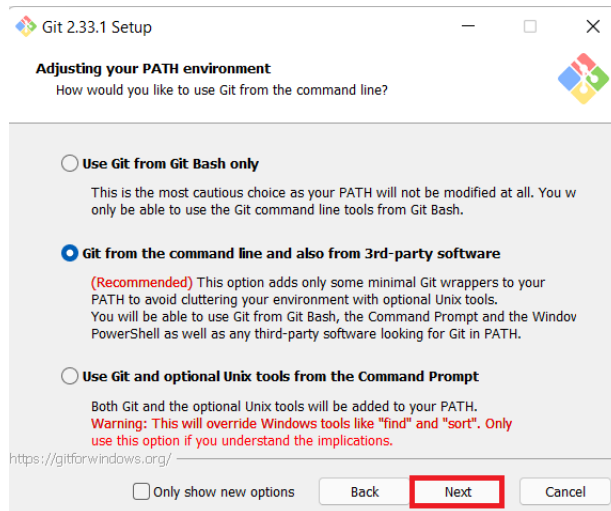 Git 2.33.1 Setup
Adjusting your PATH environment
How would you like to use Git from the command line?
Use Git from Git Bash only
This is the most cautious choice as your PATH will not be modified at all. You w
only be able to use the Git command line tools from Git Bash.
Git from the command line and also from 3rd-party software
(Recommended) This option adds only some minimal Git wrappers to your
PATH to avoid cluttering your environment with optional Unix tools.
You will be able to use Git from Git Bash, the Command Prompt and the Window
PowerShell as well as any third-party software looking for Git in PATH.
Use Git and optional Unix tools from the Command Prompt
Both Git and the optional Unix tools will be added to your PATH.
Warning: This will override Windows tools like "find" and "sort". Only
use this option if you understand the implications.
https://gitforwindows.org/
Only show new options Back Next Cancel